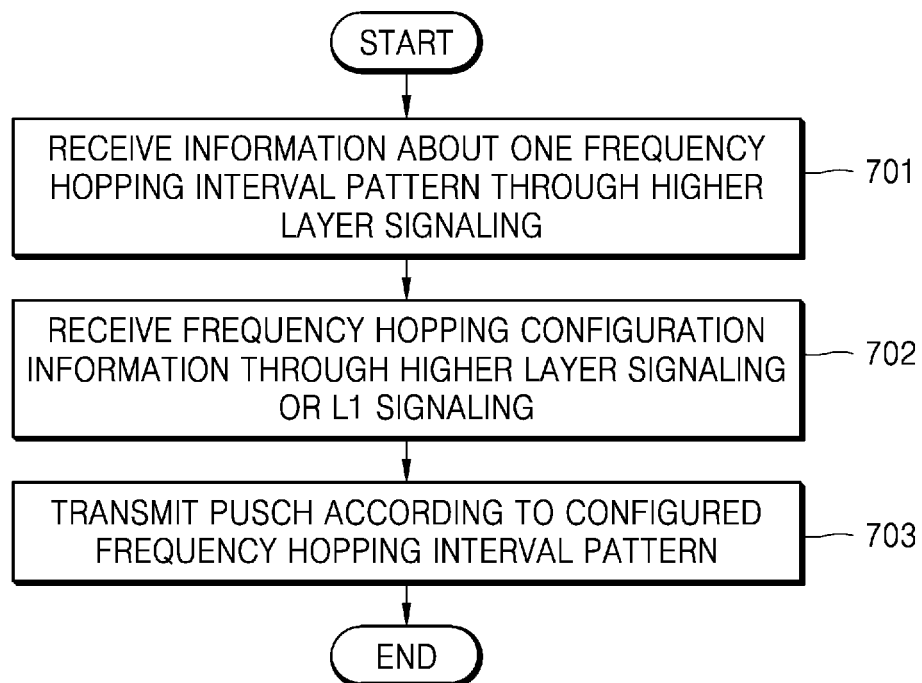 START
RECEIVE INFORMATION ABOUT ONE FREQUENCY
HOPPING INTERVAL PATTERN THROUGH HIGHER
LAYER SIGNALING
701
RECEIVE FREQUENCY HOPPING CONFIGURATION
INFORMATION THROUGH HIGHER LAYER SIGNALING
OR L1 SIGNALING
702
TRANSMIT PUSCH ACCORDING TO CONFIGURED
FREQUENCY HOPPING INTERVAL PATTERN
703
END